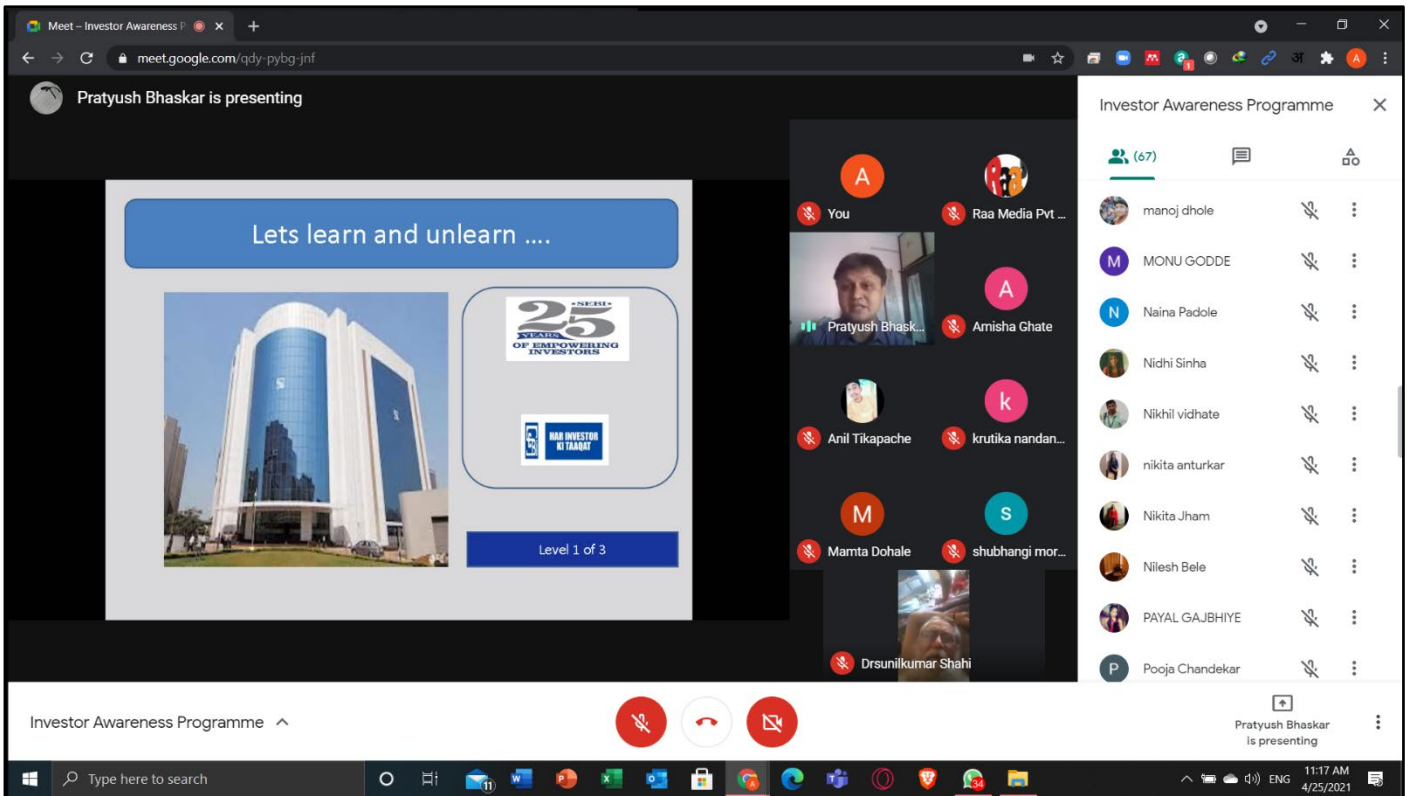 Meet – Investor Awareness P
meet.google.com/qdy-pybg-jnf
अ
A
Pratyush Bhaskar is presenting
Lets learn and unlearn ....
SEBI
25
YEARS
OF EMPOWERING
INVESTORS
HAR INVESTOR
KI TAAQAT
Level 1 of 3
A
You
Raa
Raa Media Pvt ...
Pratyush Bhask...
A
Amisha Ghate
Anil Tikapache
k
krutika nandan...
M
Mamta Dohale
s
shubhangi mor...
Drsunilkumar Shahi
Investor Awareness Programme
(67)
manoj dhole
M
MONU GODDE
N
Naina Padole
Nidhi Sinha
Nikhil vidhate
nikita anturkar
Nikita Jham
Nilesh Bele
PAYAL GAJBHIYE
P
Pooja Chandekar
Investor Awareness Programme
Pratyush Bhaskar
is presenting
Type here to search
11
34
ENG
11:17 AM
4/25/2021